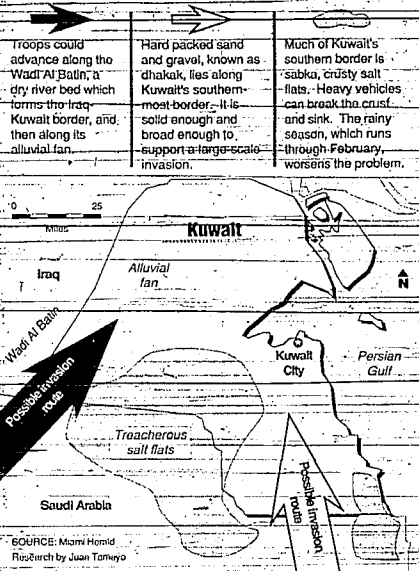 Troops could
advance along the
Wadi Al Batin, a
dry river bed which
forms the Iraq-
Kuwait border, and
then along its
alluvial fan.
Hard packed sand
and gravel, known as
dhakak, lies along
Kuwait's southern-
most border. It is
solid enough and
broad enough to
support a large-scale
invasion.
Much of Kuwait's
southern border is
sabka, crusty salt
flats. Heavy vehicles
can break the crust
and sink. The rainy
season, which runs
through February,
worsens the problem.
0 25
Miles
Kuwait
Iraq
Alluvial
fan
N
Wadi Al Batin
Kuwait
City
Persian
Gulf
Possible invasion
route
Treacherous
salt flats
Possible invasion
route
Saudi Arabia
SOURCE: Miami Herald
Research by Juan Tamayo